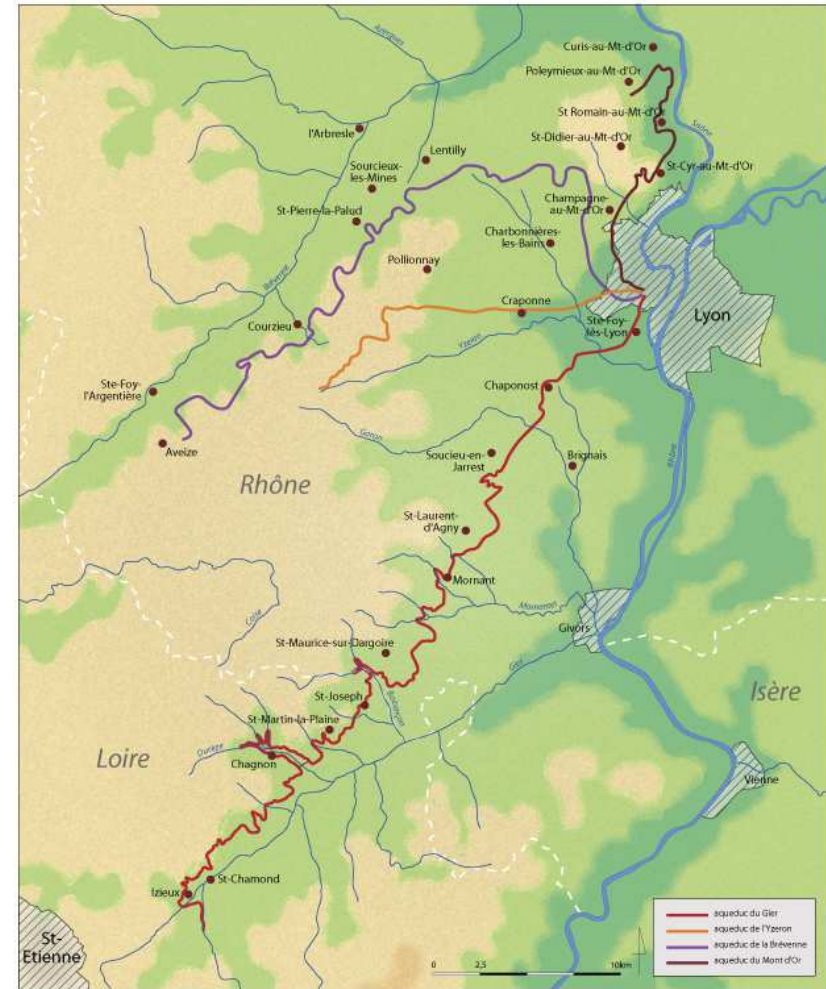 Curis-au-Mt-d'Or
Poleymieux-au-Mt-d'Or
Azergues
St Romain-au-Mt-d'Or
Saône
l'Arbresle
St-Didier-au-Mt-d'Or
Lentilly
Sourcieux-
les-Mines
St-Cyr-au-Mt-d'Or
Champagne-
au-Mt-d'Or
St-Pierre-la-Palud
Charbonnières-
les-Bains
Pollionnay
Brévenne
Craponne
Lyon
Courzieu
Ste-Foy-
lès-Lyon
Yzeron
Ste-Foy-
l'Argentière
Chaponost
Garon
Aveize
Soucieu-en-
Jarrest
Brignais
Rhône
Rhône
St-Laurent-
d'Agny
Mornant
Mornantet
Givors
Coise
St-Maurice-sur-Dargoire
Gier
Isère
St-Joseph
Bozançon
St-Martin-la-Plaine
Durèze
Loire
Chagnon
Vienne
St-Chamond
Izieux
St-
Etienne
aqueduc du Gier
aqueduc de l'Yzeron
aqueduc de la Brévenne
aqueduc du Mont d'Or
0 2,5 10km